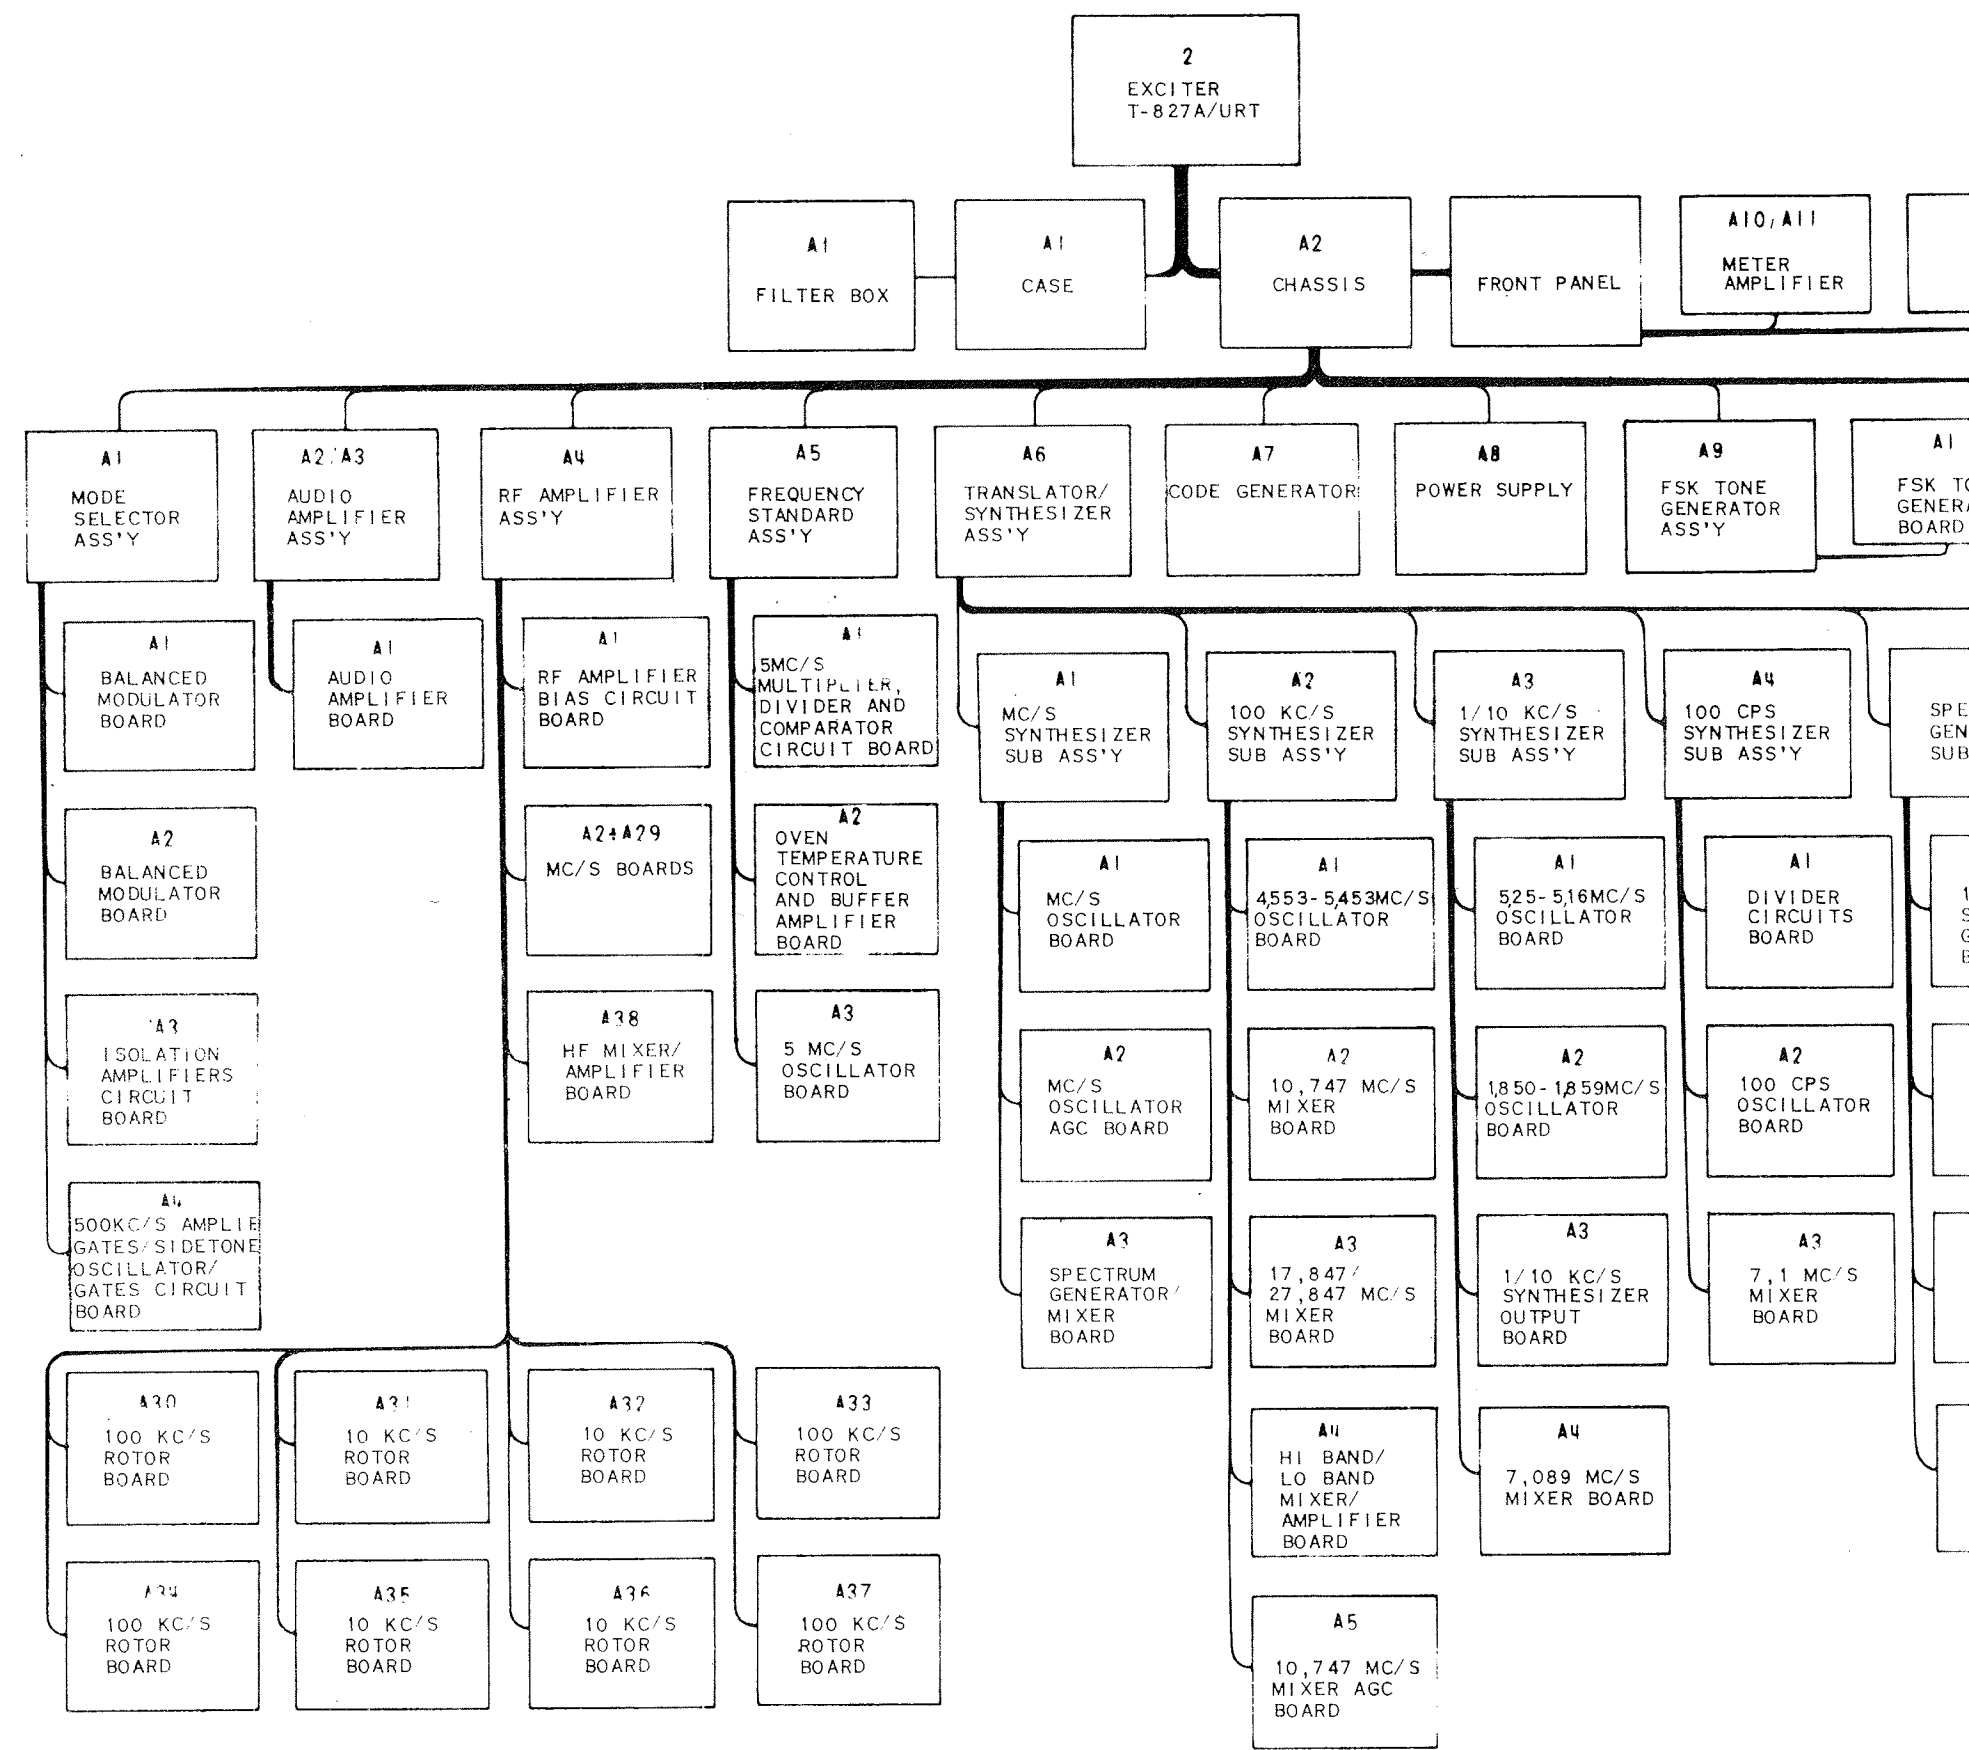 2
EXCITER
T-827A/URT
A1
FILTER BOX
A1
CASE
A2
CHASSIS
FRONT PANEL
A10/A11
METER
AMPLIFIER
A1
MODE
SELECTOR
ASS'Y
A2/A3
AUDIO
AMPLIFIER
ASS'Y
A4
RF AMPLIFIER
ASS'Y
A5
FREQUENCY
STANDARD
ASS'Y
A6
TRANSLATOR/
SYNTHESIZER
ASS'Y
A7
CODE GENERATOR
A8
POWER SUPPLY
A9
FSK TONE
GENERATOR
ASS'Y
A1
FSK
BOARD
A1
BALANCED
MODULATOR
BOARD
A2
BALANCED
MODULATOR
BOARD
A3
ISOLATION
AMPLIFIERS
CIRCUIT
BOARD
A4
500KC/S AMPLIF
GATES/SIDETONE
OSCILLATOR/
GATES CIRCUIT
BOARD
A1
AUDIO
AMPLIFIER
BOARD
A1
RF AMPLIFIER
BIAS CIRCUIT
BOARD
A2÷A29
MC/S BOARDS
A38
HF MIXER/
AMPLIFIER
BOARD
A1
5MC/S
MULTIPLIER,
DIVIDER AND
COMPARATOR
CIRCUIT BOARD
A2
OVEN
TEMPERATURE
CONTROL
AND BUFFER
AMPLIFIER
BOARD
A3
5 MC/S
OSCILLATOR
BOARD
A30
100 KC/S
ROTOR
BOARD
A31
10 KC/S
ROTOR
BOARD
A32
10 KC/S
ROTOR
BOARD
A33
100 KC/S
ROTOR
BOARD
A34
100 KC/S
ROTOR
BOARD
A35
10 KC/S
ROTOR
BOARD
A36
10 KC/S
ROTOR
BOARD
A37
100 KC/S
ROTOR
BOARD
A1
MC/S
SYNTHESIZER
SUB ASS'Y
A1
MC/S
OSCILLATOR
BOARD
A2
MC/S
OSCILLATOR
AGC BOARD
A3
SPECTRUM
GENERATOR/
MIXER
BOARD
A2
100 KC/S
SYNTHESIZER
SUB ASS'Y
A1
4,553-5,453MC/S
OSCILLATOR
BOARD
A2
10,747 MC/S
MIXER
BOARD
A3
17,847/
27,847 MC/S
MIXER
BOARD
A4
HI BAND/
LO BAND
MIXER/
AMPLIFIER
BOARD
A5
10,747 MC/S
MIXER AGC
BOARD
A3
1/10 KC/S
SYNTHESIZER
SUB ASS'Y
A1
5,25-5,16MC/S
OSCILLATOR
BOARD
A2
1,850-1,859MC/S
OSCILLATOR
BOARD
A3
1/10 KC/S
SYNTHESIZER
OUTPUT
BOARD
A4
7,089 MC/S
MIXER BOARD
A4
100 CPS
SYNTHESIZER
SUB ASS'Y
A1
DIVIDER
CIRCUITS
BOARD
A2
100 CPS
OSCILLATOR
BOARD
A3
7,1 MC/S
MIXER
BOARD
SPE
GEN
SUB